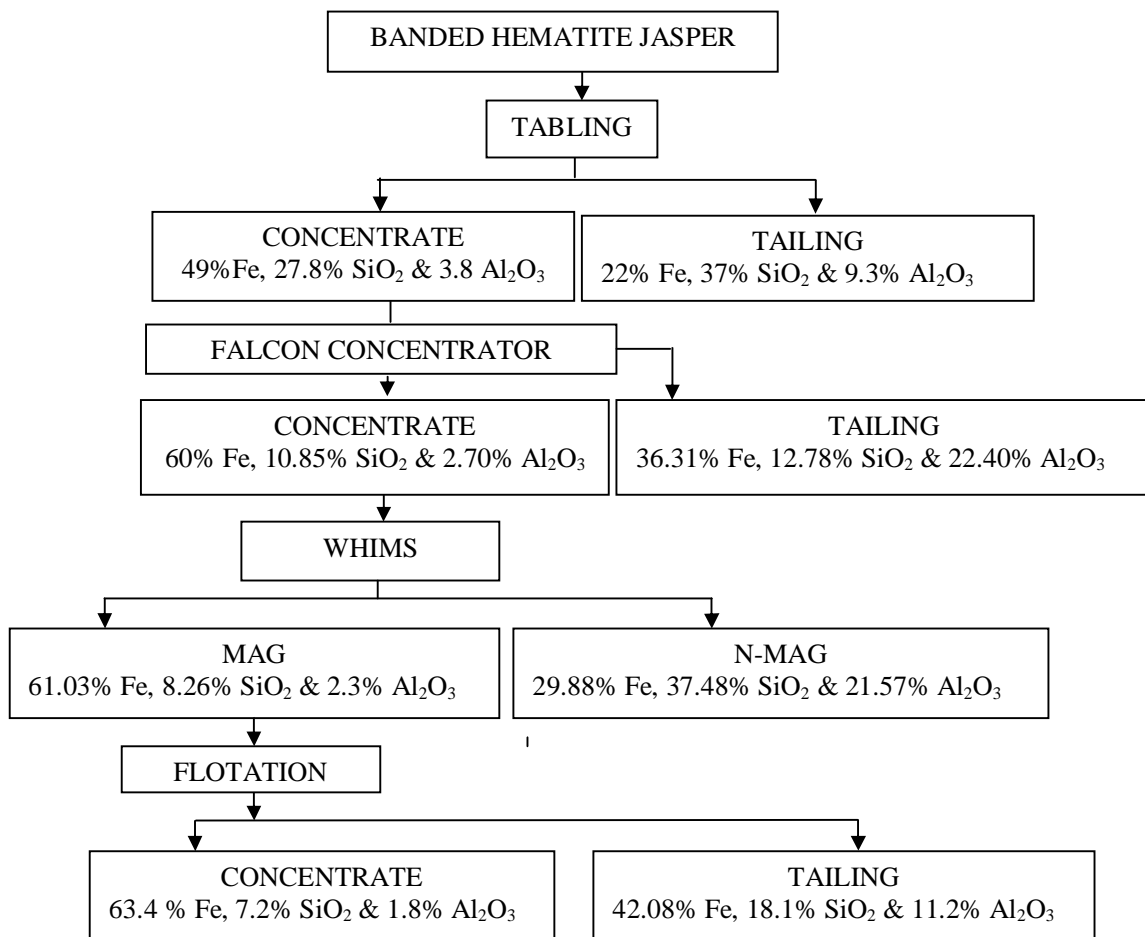 BANDED HEMATITE JASPER
TABLING
CONCENTRATE
49%Fe, 27.8% SiO₂ & 3.8 Al₂O₃
TAILING
22% Fe, 37% SiO₂ & 9.3% Al₂O₃
FALCON CONCENTRATOR
CONCENTRATE
60% Fe, 10.85% SiO₂ & 2.70% Al₂O₃
TAILING
36.31% Fe, 12.78% SiO₂ & 22.40% Al₂O₃
WHIMS
MAG
61.03% Fe, 8.26% SiO₂ & 2.3% Al₂O₃
N-MAG
29.88% Fe, 37.48% SiO₂ & 21.57% Al₂O₃
FLOTATION
CONCENTRATE
63.4 % Fe, 7.2% SiO₂ & 1.8% Al₂O₃
TAILING
42.08% Fe, 18.1% SiO₂ & 11.2% Al₂O₃